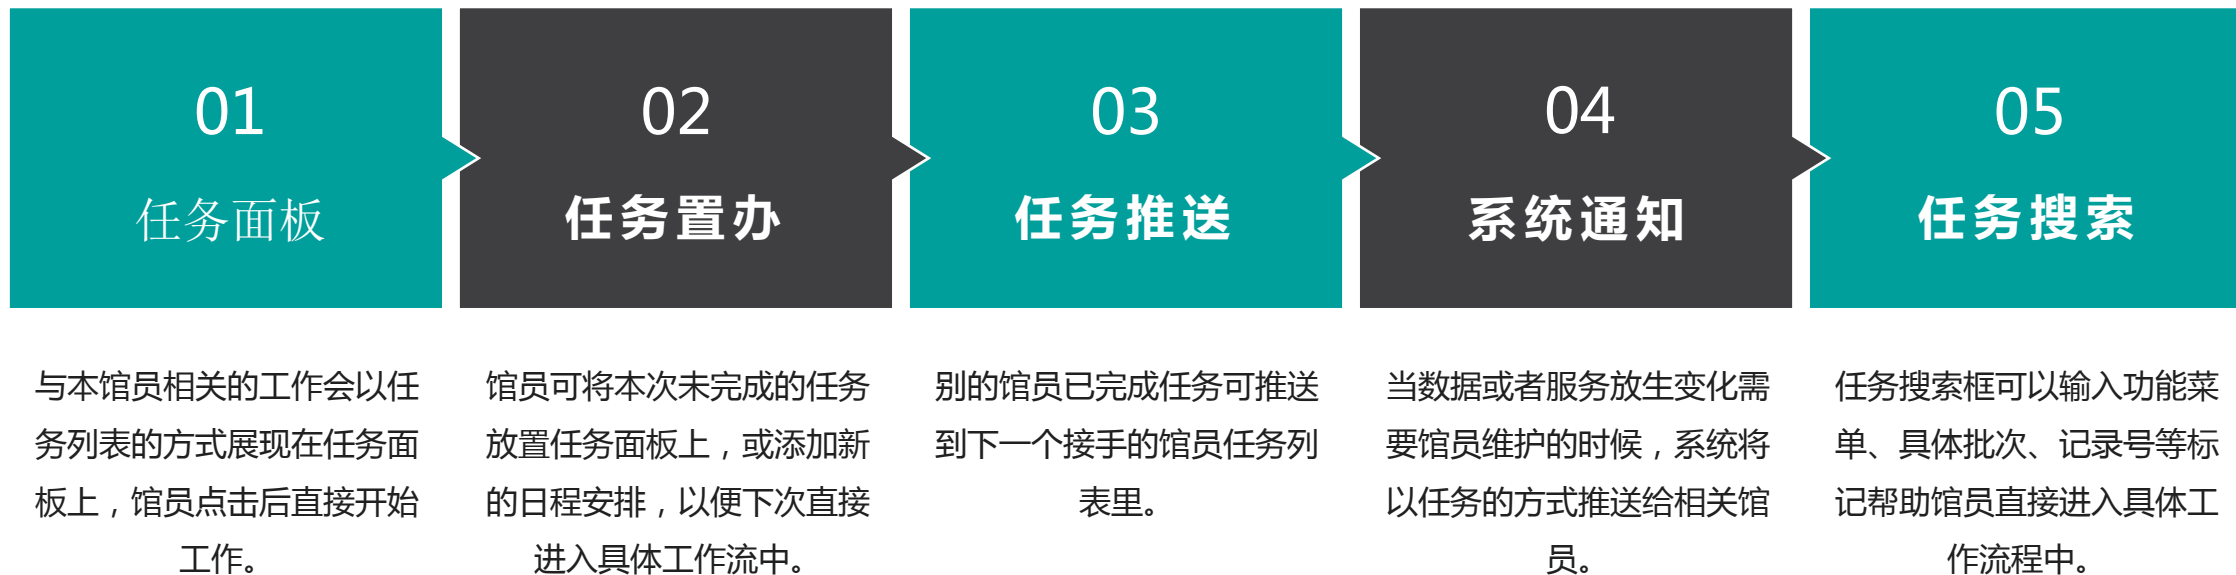 01
任务面板
与本馆员相关的工作会以任
务列表的方式展现在任务面
板上，馆员点击后直接开始
工作。
02
任务置办
馆员可将本次未完成的任务
放置任务面板上，或添加新
的日程安排，以便下次直接
进入具体工作流中。
03
任务推送
别的馆员已完成任务可推送
到下一个接手的馆员任务列
表里。
04
系统通知
当数据或者服务放生变化需
要馆员维护的时候，系统将
以任务的方式推送给相关馆
员。
05
任务搜索
任务搜索框可以输入功能菜
单、具体批次、记录号等标
记帮助馆员直接进入具体工
作流程中。